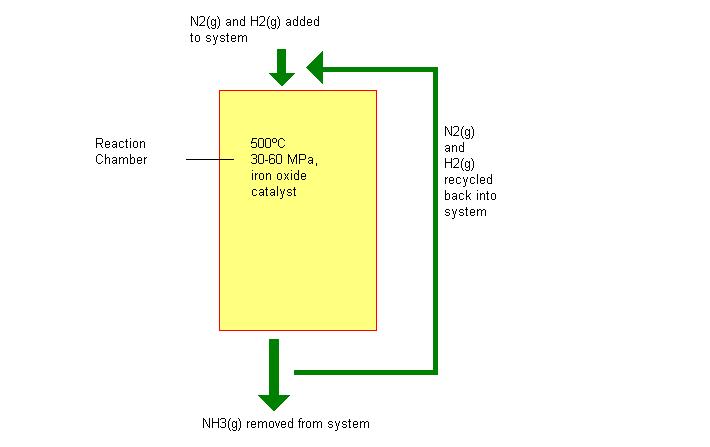 N2(g) and H2(g) added
to system
Reaction
Chamber
500ºC
30-60 MPa,
iron oxide
catalyst
N2(g)
and
H2(g)
recycled
back into
system
NH3(g) removed from system